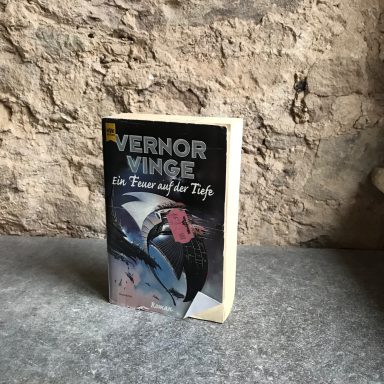 VERNOR
VINGE
Ein Feuer auf der Tiefe
Roman